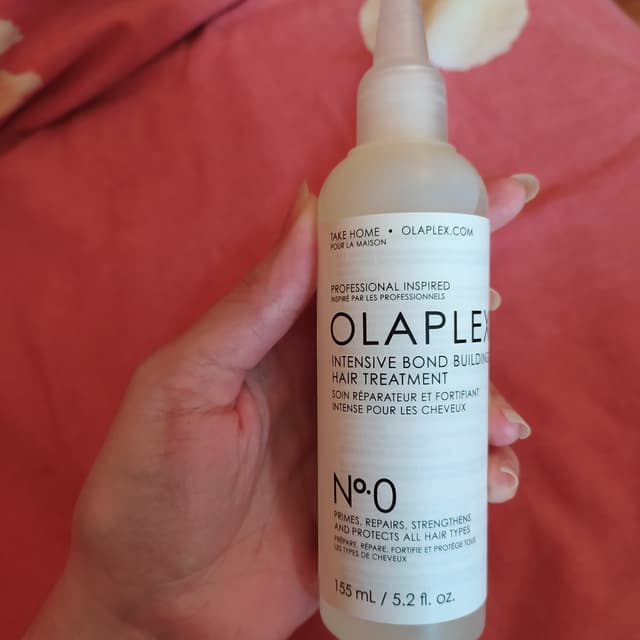 TAKE HOME • OLAPLEX.COM
POUR LA MAISON
PROFESSIONAL INSPIRED
INSPIRÉ PAR LES PROFESSIONNELS
OLAPLEX
INTENSIVE BOND BUILDING
HAIR TREATMENT
SOIN RÉPARATEUR ET FORTIFIANT
INTENSE POUR LES CHEVEUX
Nº.0
PRIMES, REPAIRS, STRENGTHENS
AND PROTECTS ALL HAIR TYPES
PRÉPARE, RÉPARE, FORTIFIE ET PROTÈGE TOUS
LES TYPES DE CHEVEUX
155 mL / 5.2 fl. oz.